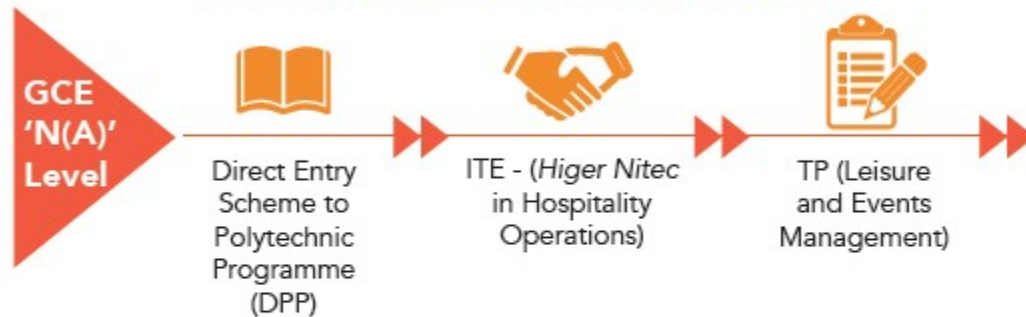 GCE
'N(A)'
Level
Direct Entry
Scheme to
Polytechnic
Programme
(DPP)
ITE - (Higer Nitec
in Hospitality
Operations)
TP (Leisure
and Events
Management)